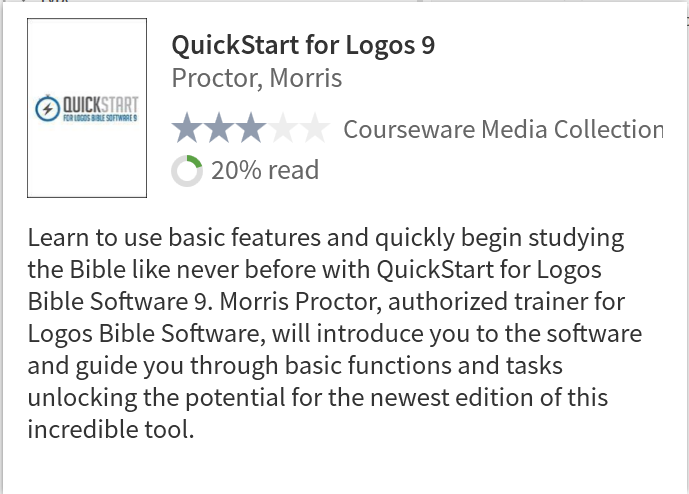 QuickStart for Logos 9
Proctor, Morris
QUICKSTART
FOR LOGOS BIBLE SOFTWARE 9
Courseware Media Collection
20% read
Learn to use basic features and quickly begin studying
the Bible like never before with QuickStart for Logos
Bible Software 9. Morris Proctor, authorized trainer for
Logos Bible Software, will introduce you to the software
and guide you through basic functions and tasks
unlocking the potential for the newest edition of this
incredible tool.